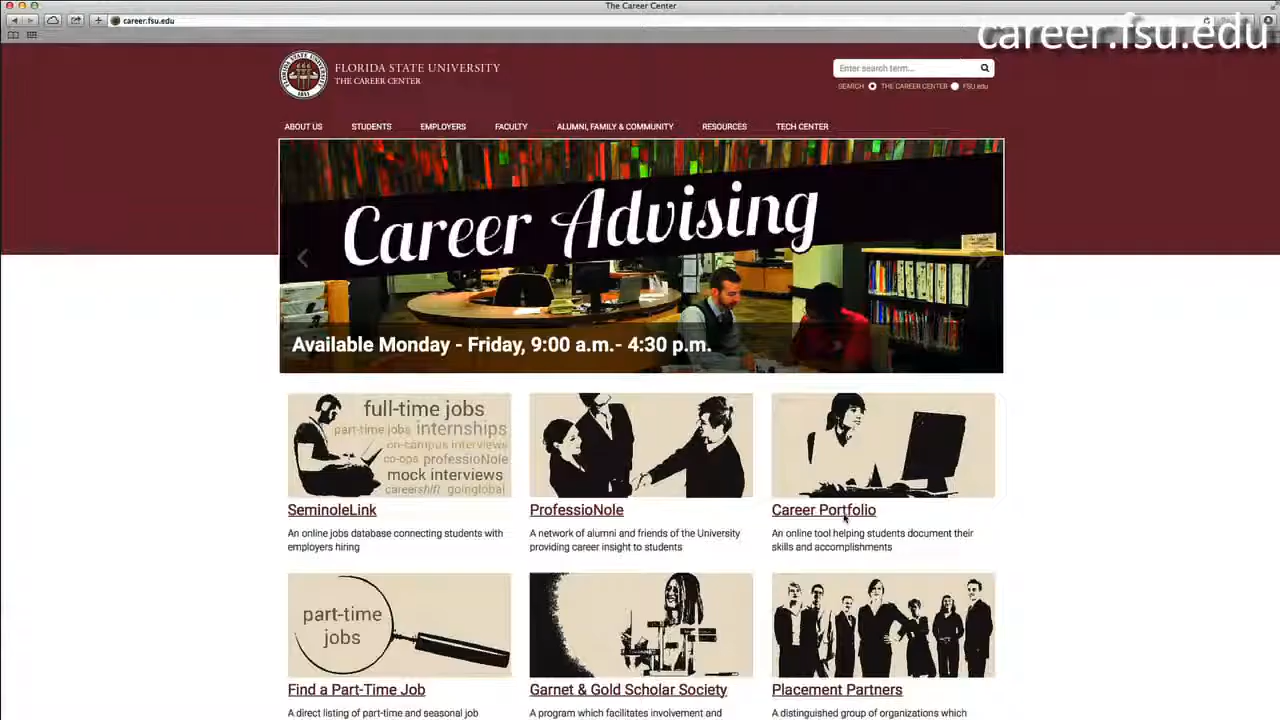 The Career Center
career.fsu.edu
career.fsu.edu
FLORIDA STATE UNIVERSITY
THE CAREER CENTER
Enter search term...
SEARCH THE CAREER CENTER FSU.edu
ABOUT US STUDENTS EMPLOYERS FACULTY ALUMNI, FAMILY & COMMUNITY RESOURCES TECH CENTER
Career Advising
Available Monday - Friday, 9:00 a.m.- 4:30 p.m.
full-time jobs
part-time jobs internships
on-campus interviews
co-ops professioNole
mock interviews
careershift goinglobal
SeminoleLink
An online jobs database connecting students with
employers hiring
ProfessioNole
A network of alumni and friends of the University
providing career insight to students
Career Portfolio
An online tool helping students document their
skills and accomplishments
part-time
jobs
Find a Part-Time Job
A direct listing of part-time and seasonal job
Garnet & Gold Scholar Society
A program which facilitates involvement and
Placement Partners
A distinguished group of organizations which